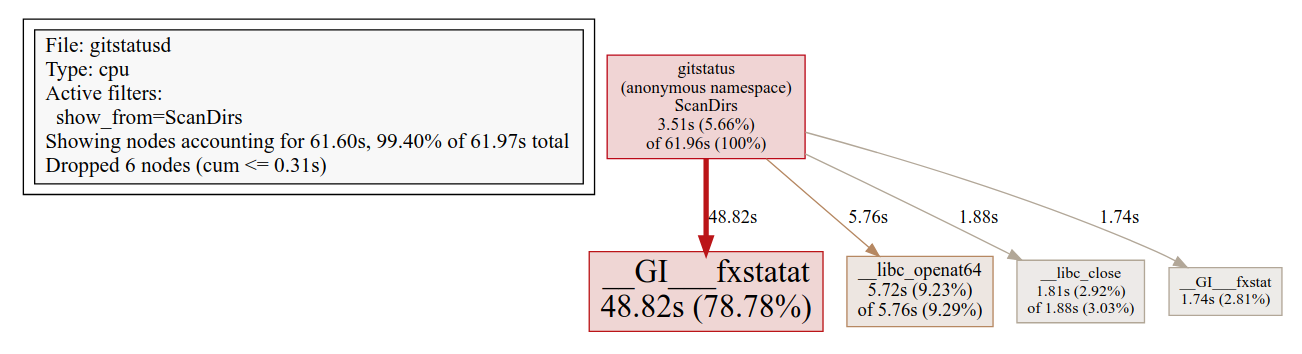 File: gitstatusd
Type: cpu
Active filters:
show_from=ScanDirs
Showing nodes accounting for 61.60s, 99.40% of 61.97s total
Dropped 6 nodes (cum <= 0.31s)
gitstatus
(anonymous namespace)
ScanDirs
3.51s (5.66%)
of 61.96s (100%)
48.82s
5.76s
1.88s
1.74s
__GI___fxstatat
48.82s (78.78%)
__libc_openat64
5.72s (9.23%)
of 5.76s (9.29%)
__libc_close
1.81s (2.92%)
of 1.88s (3.03%)
__GI___fxstat
1.74s (2.81%)